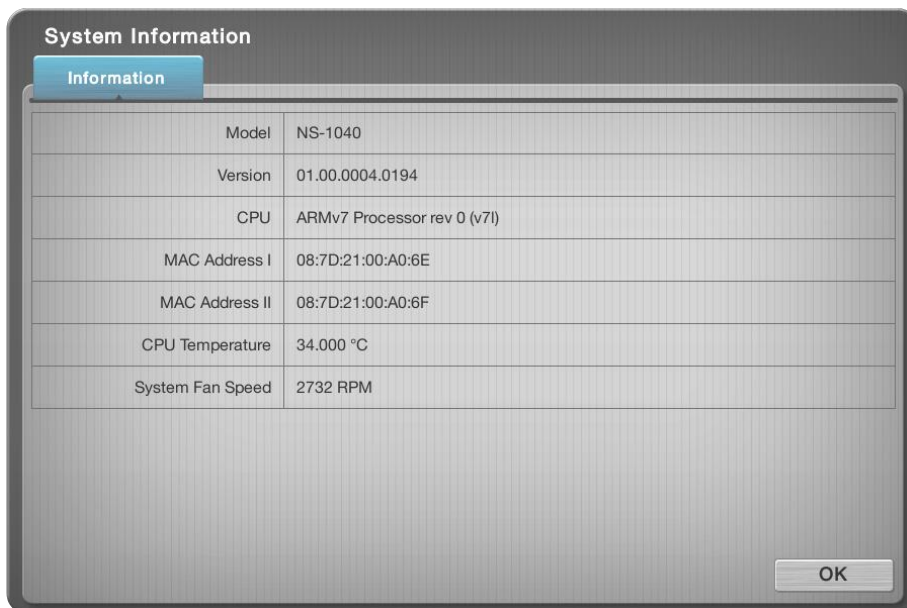 System Information
Information
Model NS-1040
Version 01.00.0004.0194
CPU ARMv7 Processor rev 0 (v7l)
MAC Address I 08:7D:21:00:A0:6E
MAC Address II 08:7D:21:00:A0:6F
CPU Temperature 34.000 °C
System Fan Speed 2732 RPM
OK